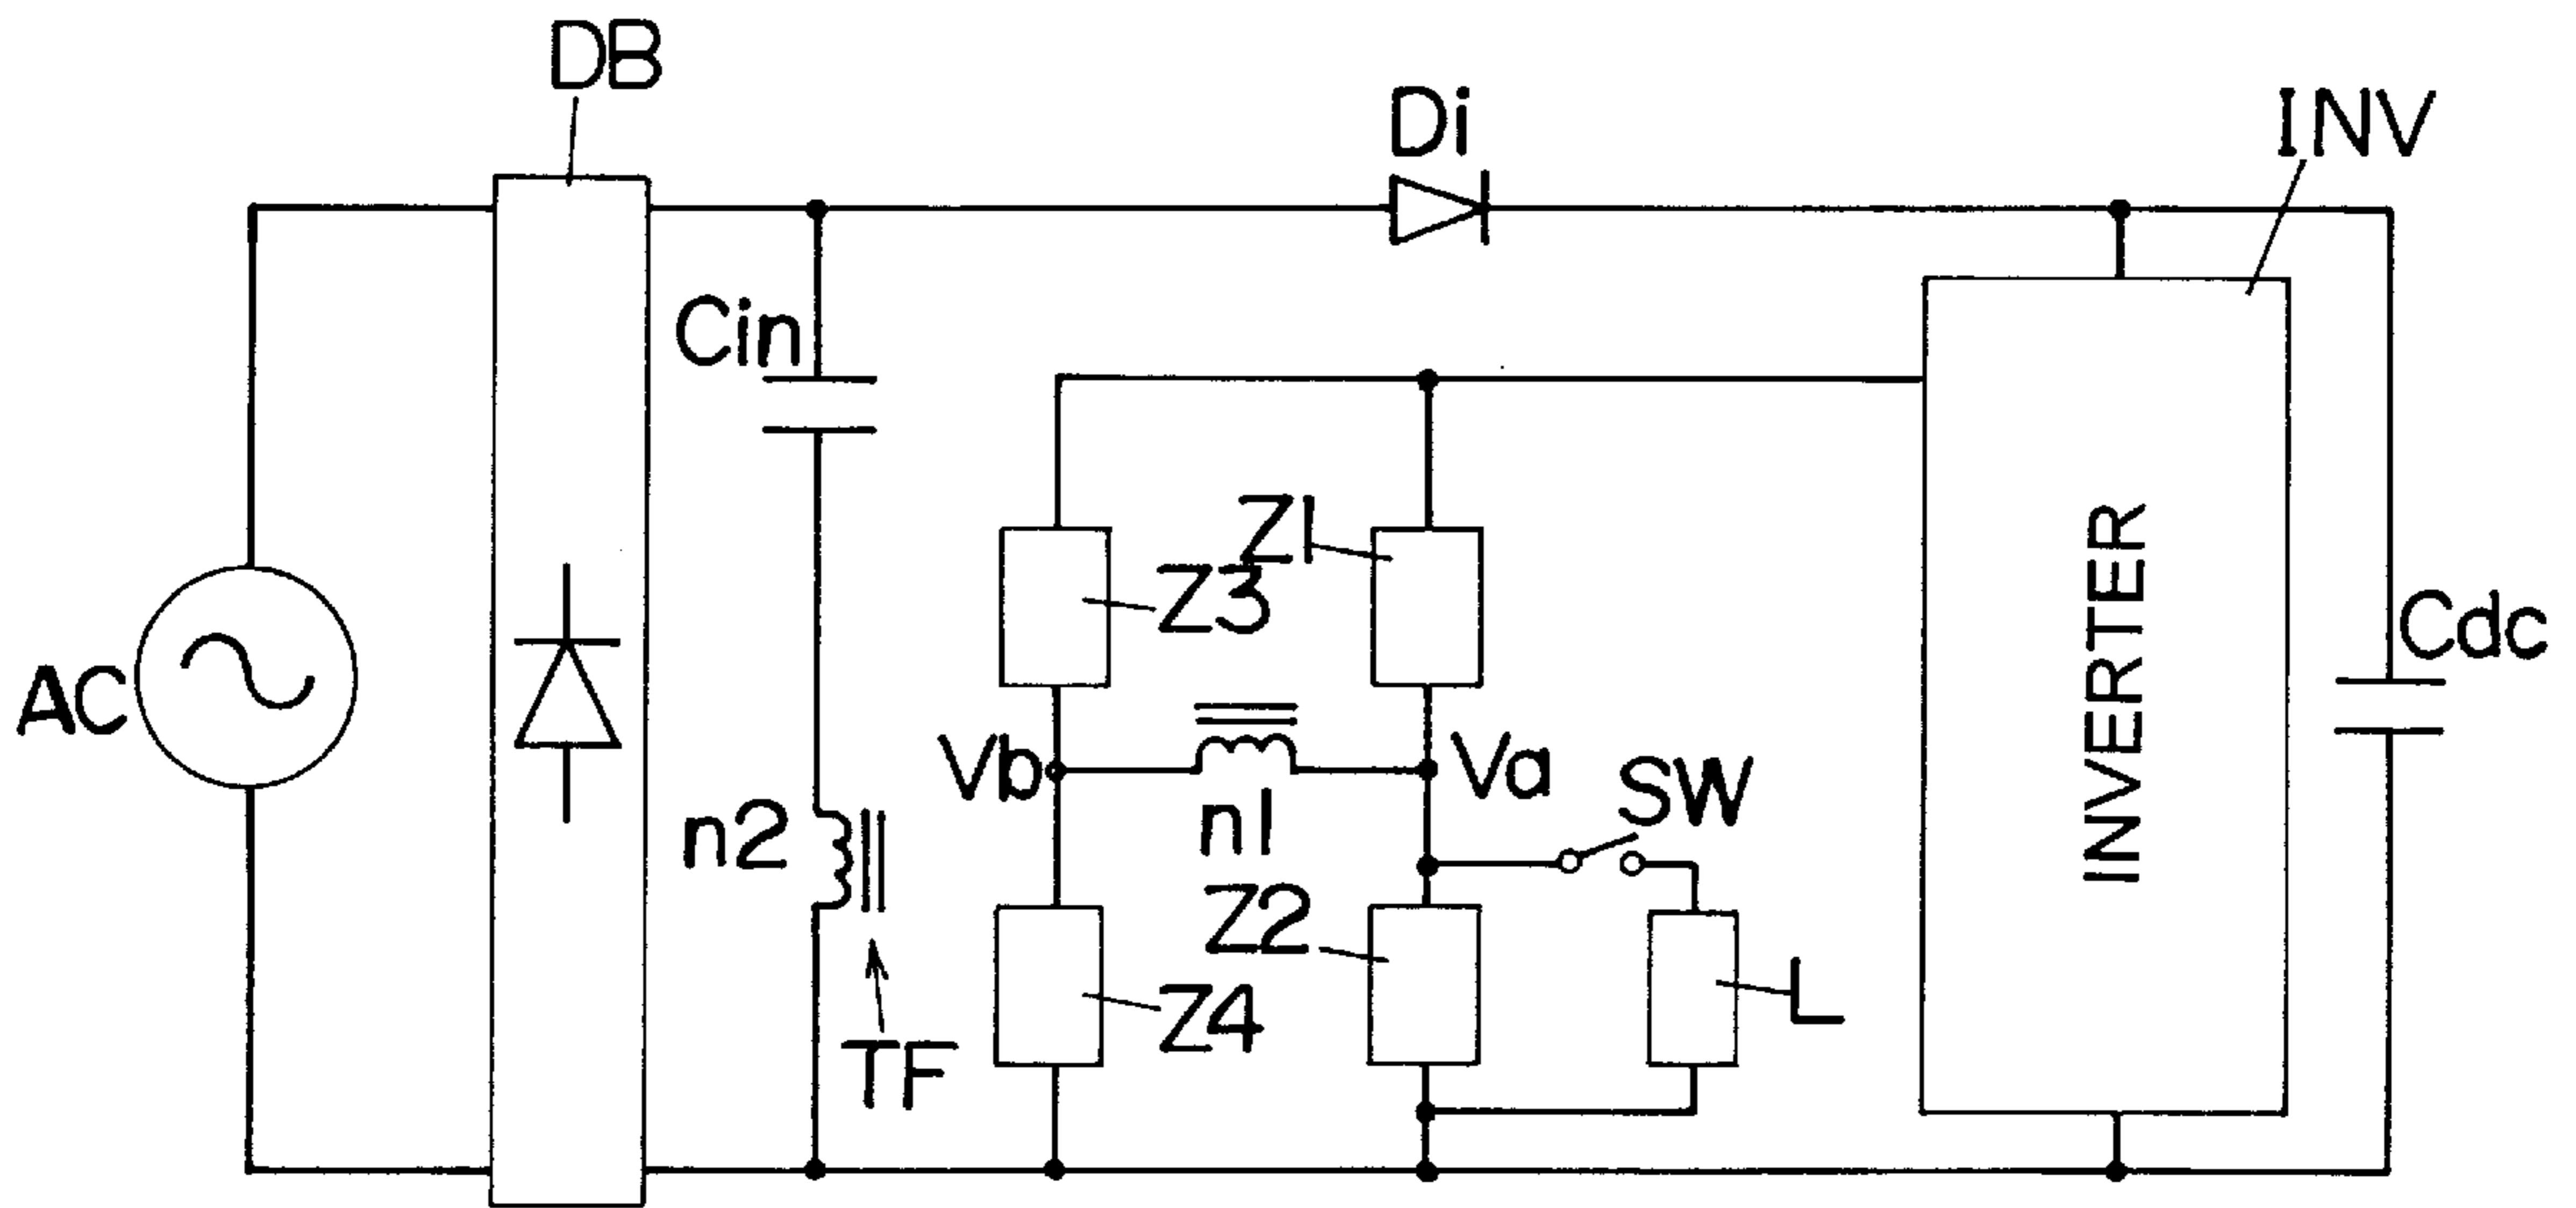 DB
Di
INV
Cin
Z1
Z3
INVERTER
Cdc
AC
Vb
Va
SW
n2
n1
Z2
L
Z4
TF